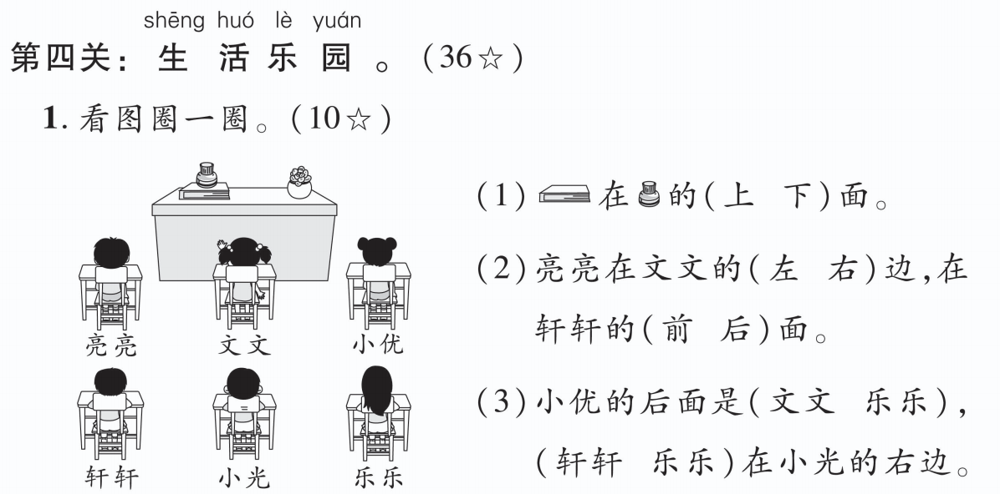 shēng huó lè yuán
第四关：生活乐园。（36☆）
1. 看图圈一圈。（10☆）
(1) 在 的(上 下)面。
(2)亮亮在文文的(左 右)边,在
轩轩的(前 后)面。
(3)小优的后面是(文文 乐乐),
(轩轩 乐乐)在小光的右边。
亮亮 文文 小优
轩轩 小光 乐乐